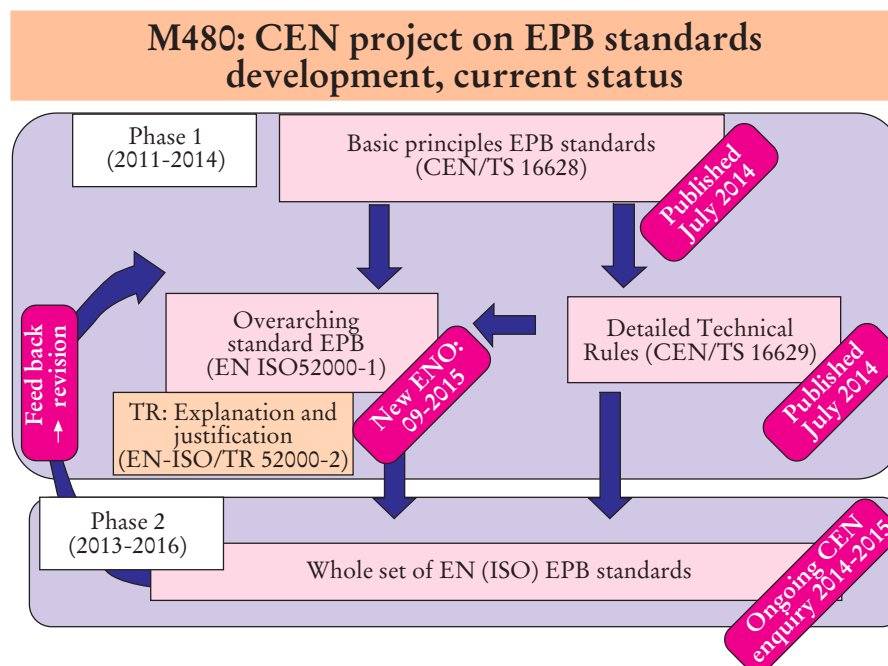 M480: CEN project on EPB standards
development, current status
Phase 1
(2011-2014)
Basic principles EPB standards
(CEN/TS 16628)
Published
July 2014
Overarching
standard EPB
(EN ISO52000-1)
New ENO:
09-2015
Detailed Technical
Rules (CEN/TS 16629)
Published
July 2014
TR: Explanation and
justification
(EN-ISO/TR 52000-2)
Feed back
→ revision
Phase 2
(2013-2016)
Whole set of EN (ISO) EPB standards
Ongoing CEN
enquiry 2014-2015